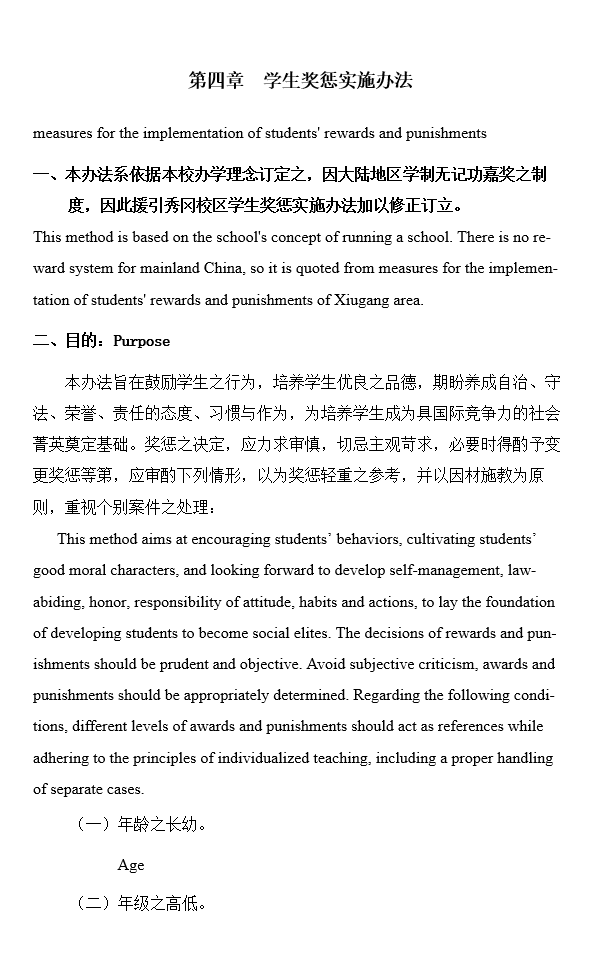 第四章　学生奖惩实施办法
measures for the implementation of students' rewards and punishments
一、本办法系依据本校办学理念订定之，因大陆地区学制无记功嘉奖之制
度，因此援引秀冈校区学生奖惩实施办法加以修正订立。
This method is based on the school's concept of running a school. There is no re-
ward system for mainland China, so it is quoted from measures for the implemen-
tation of students' rewards and punishments of Xiugang area.
二、目的：Purpose
本办法旨在鼓励学生之行为，培养学生优良之品德，期盼养成自治、守
法、荣誉、责任的态度、习惯与作为，为培养学生成为具国际竞争力的社会
菁英奠定基础。奖惩之决定，应力求审慎，切忌主观苛求，必要时得酌予变
更奖惩等第，应审酌下列情形，以为奖惩轻重之参考，并以因材施教为原
则，重视个别案件之处理：
This method aims at encouraging students’ behaviors, cultivating students’
good moral characters, and looking forward to develop self-management, law-
abiding, honor, responsibility of attitude, habits and actions, to lay the foundation
of developing students to become social elites. The decisions of rewards and pun-
ishments should be prudent and objective. Avoid subjective criticism, awards and
punishments should be appropriately determined. Regarding the following condi-
tions, different levels of awards and punishments should act as references while
adhering to the principles of individualized teaching, including a proper handling
of separate cases.
（一）年龄之长幼。
Age
（二）年级之高低。